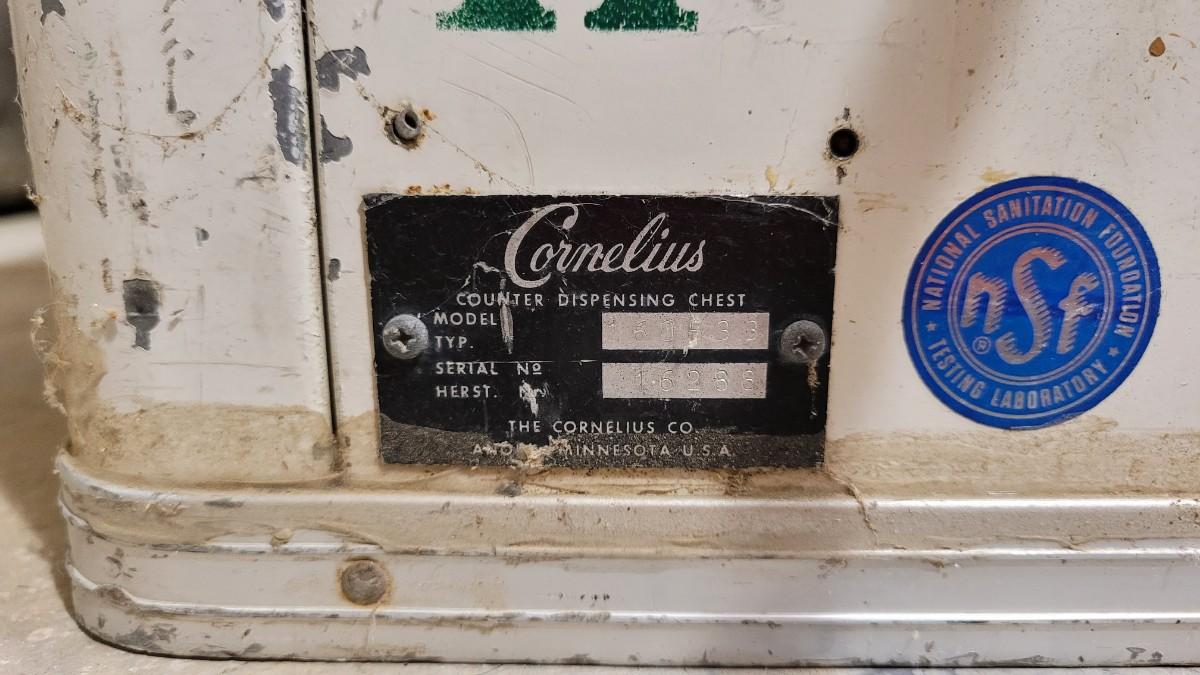 Cornelius
COUNTER DISPENSING CHEST
MODEL
TYP.
SERIAL Nº 16288
HERST.
THE CORNELIUS CO
MINNESOTA U.S.A.
NATIONAL SANITATION FOUNDATION
nsf®
★ TESTING LABORATORY ★